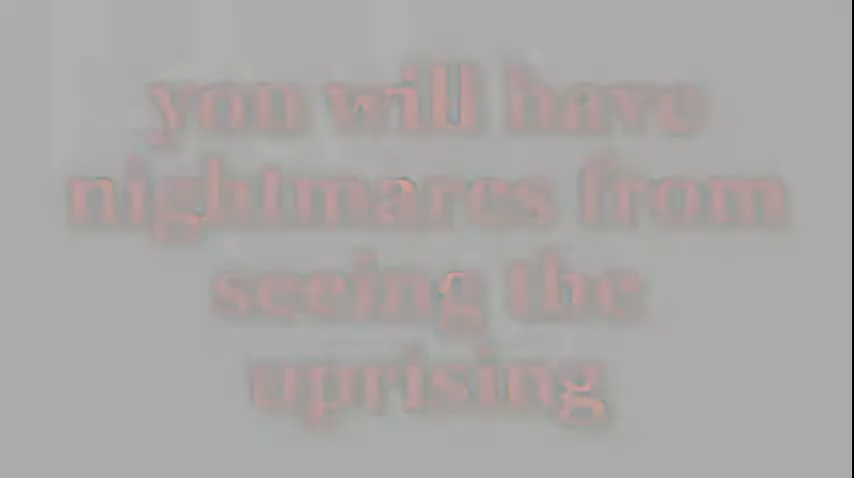 you will have
nightmares from
seeing the
uprising